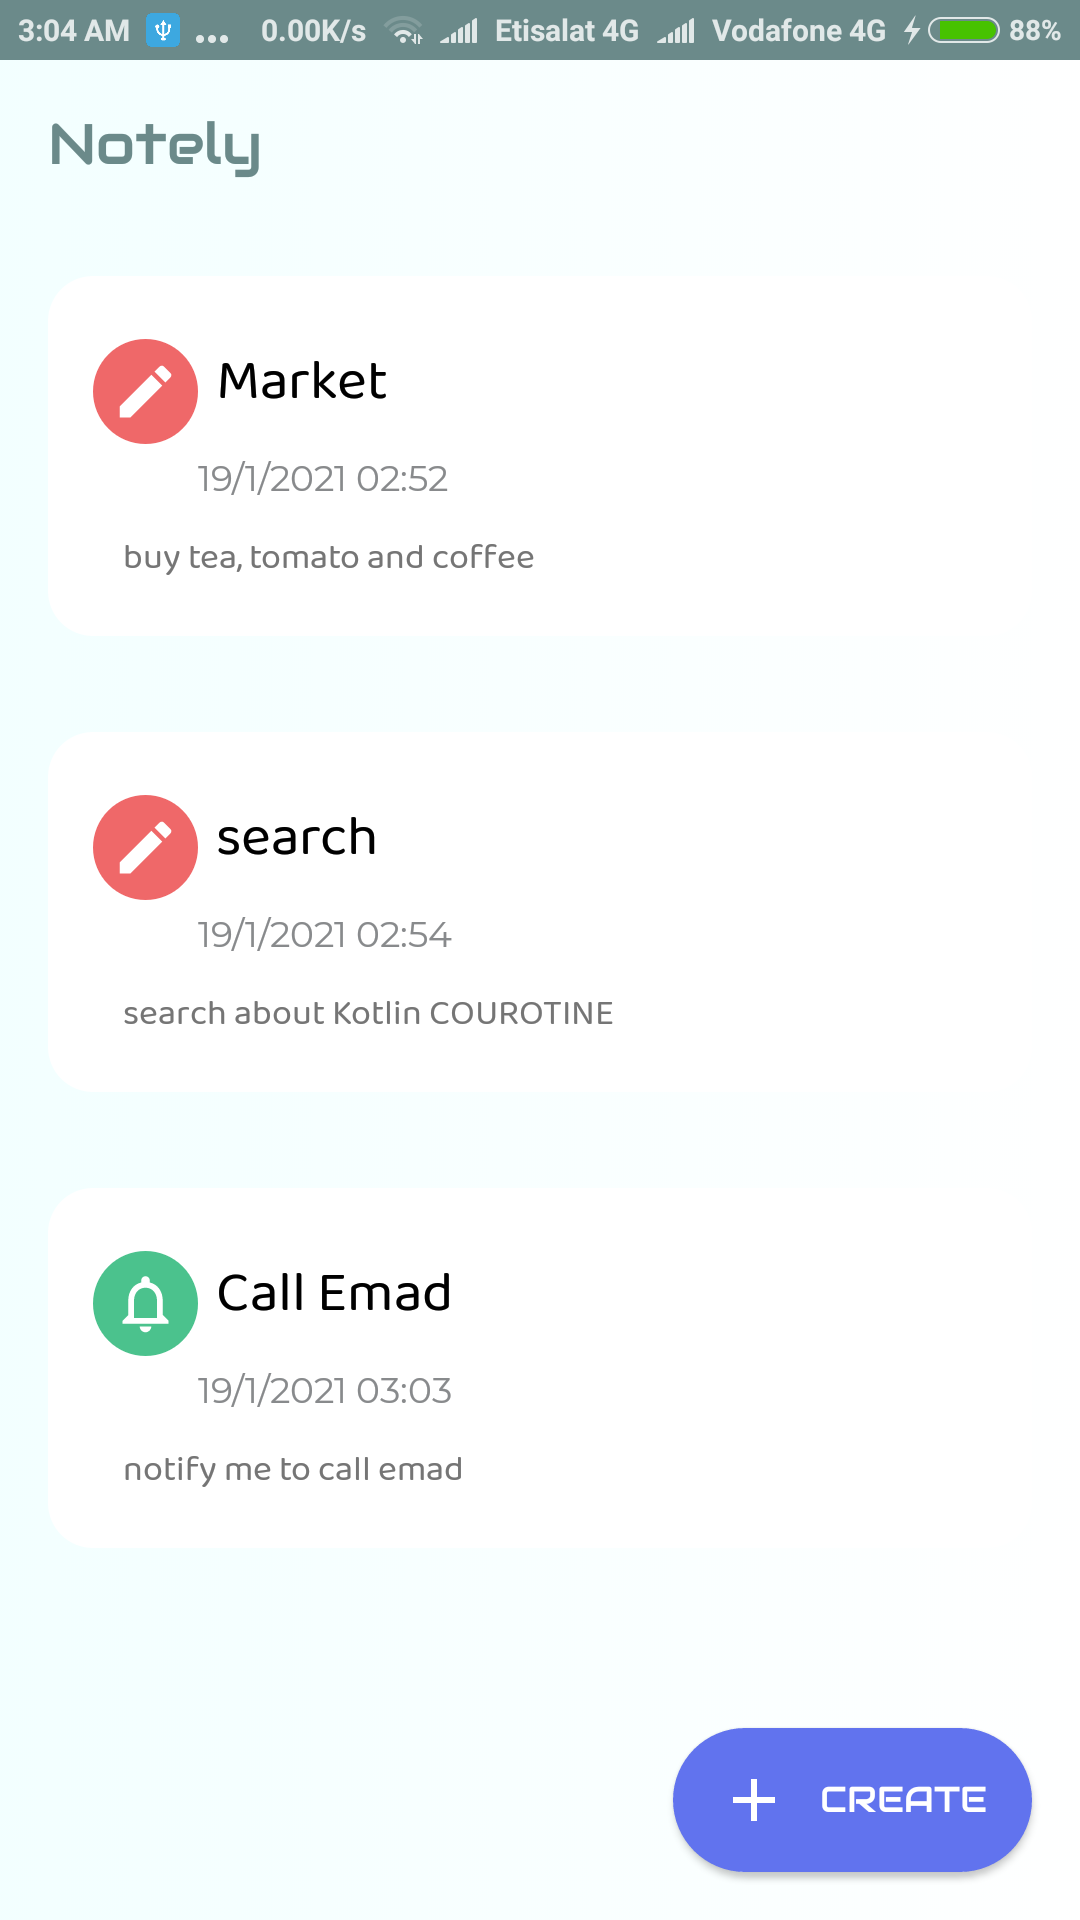 3:04 AM ... 0.00K/s Etisalat 4G Vodafone 4G 88%
Notely
Market
19/1/2021 02:52
buy tea, tomato and coffee
search
19/1/2021 02:54
search about Kotlin COUROTINE
Call Emad
19/1/2021 03:03
notify me to call emad
+ CREATE